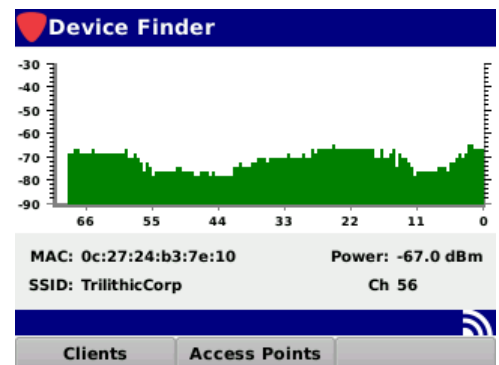 Device Finder
-30
-40
-50
-60
-70
-80
-90
66 55 44 33 22 11 0
MAC: 0c:27:24:b3:7e:10 Power: -67.0 dBm
SSID: TrilithicCorp Ch 56
Clients Access Points